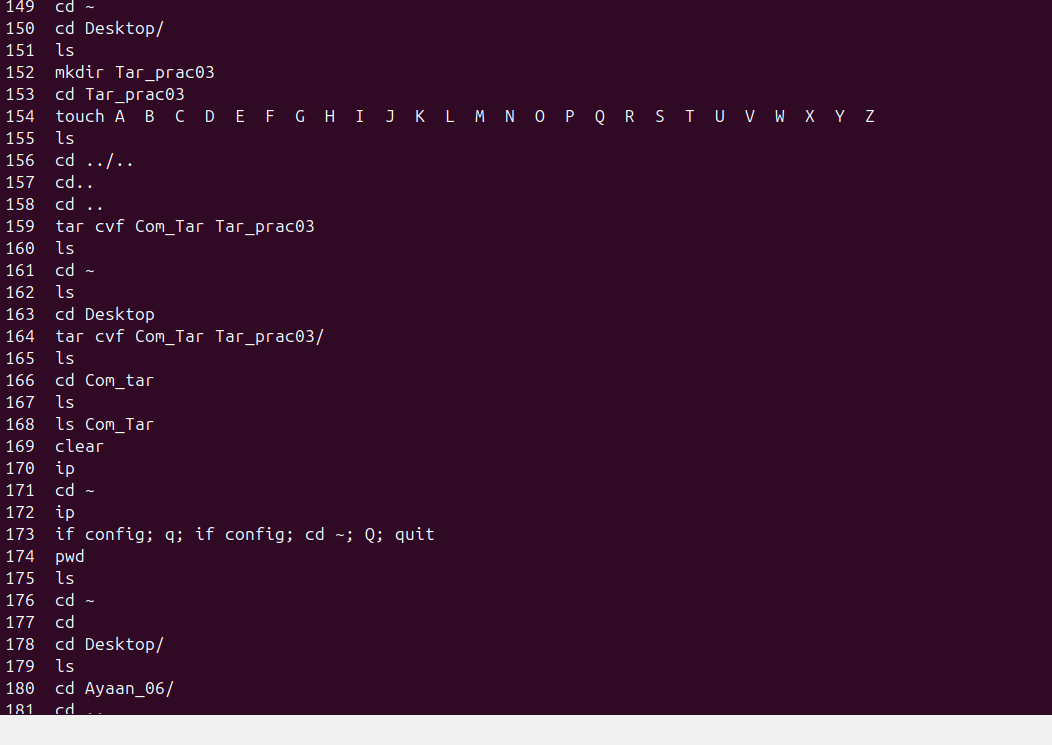 149 cd ~
150 cd Desktop/
151 ls
152 mkdir Tar_prac03
153 cd Tar_prac03
154 touch A B C D E F G H I J K L M N O P Q R S T U V W X Y Z
155 ls
156 cd ../..
157 cd..
158 cd ..
159 tar cvf Com_Tar Tar_prac03
160 ls
161 cd ~
162 ls
163 cd Desktop
164 tar cvf Com_Tar Tar_prac03/
165 ls
166 cd Com_tar
167 ls
168 ls Com_Tar
169 clear
170 ip
171 cd ~
172 ip
173 if config; q; if config; cd ~; Q; quit
174 pwd
175 ls
176 cd ~
177 cd
178 cd Desktop/
179 ls
180 cd Ayaan_06/
181 cd ..